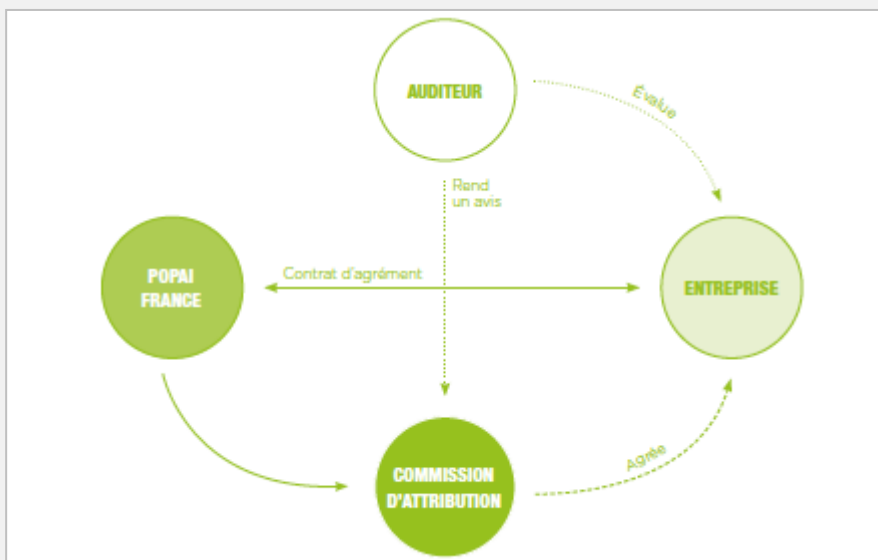 AUDITEUR
Évalue
Rend
un avis
POPAI
FRANCE
Contrat d'agrément
ENTREPRISE
COMMISSION
D'ATTRIBUTION
Agrée